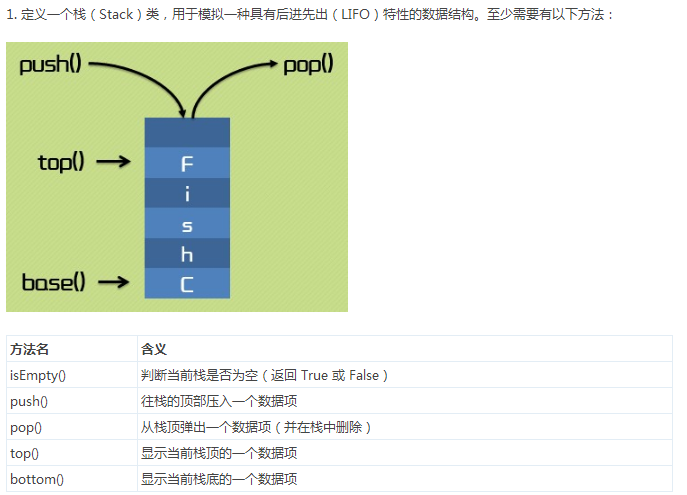 1. 定义一个栈（Stack）类，用于模拟一种具有后进先出（LIFO）特性的数据结构。至少需要有以下方法：
push()
pop()
top()
F
i
s
h
base()
C
方法名 含义
isEmpty() 判断当前栈是否为空（返回 True 或 False）
push() 往栈的顶部压入一个数据项
pop() 从栈顶弹出一个数据项（并在栈中删除）
top() 显示当前栈顶的一个数据项
bottom() 显示当前栈底的一个数据项